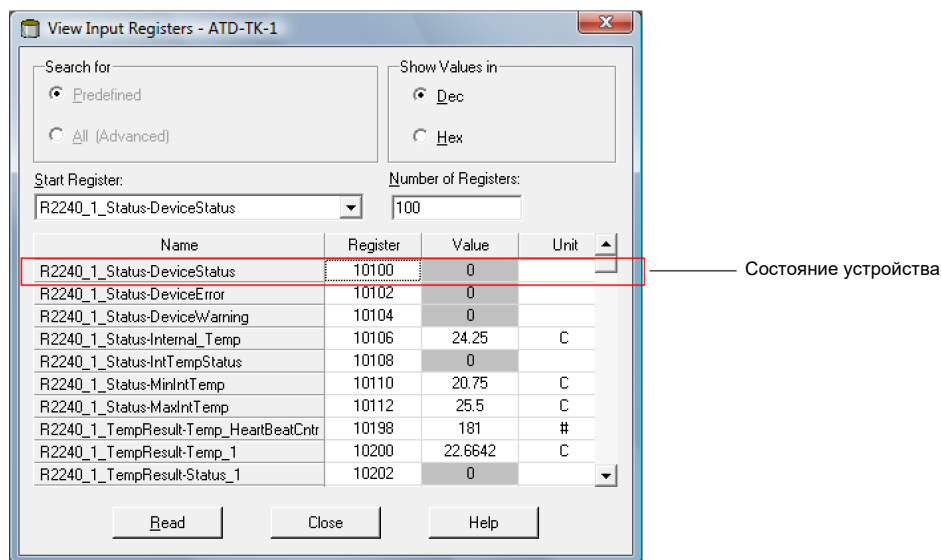 View Input Registers - ATD-TK-1
Search for
Predefined
All (Advanced)
Show Values in
Dec
Hex
Start Register:
R2240_1_Status-DeviceStatus
Number of Registers:
100
Name Register Value Unit
R2240_1_Status-DeviceStatus 10100 0
R2240_1_Status-DeviceError 10102 0
R2240_1_Status-DeviceWarning 10104 0
R2240_1_Status-Internal_Temp 10106 24.25 C
R2240_1_Status-IntTempStatus 10108 0
R2240_1_Status-MinIntTemp 10110 20.75 C
R2240_1_Status-MaxIntTemp 10112 25.5 C
R2240_1_TempResult-Temp_HeartBeatCntr 10198 181 #
R2240_1_TempResult-Temp_1 10200 22.6642 C
R2240_1_TempResult-Status_1 10202 0
Состояние устройства
Read Close Help